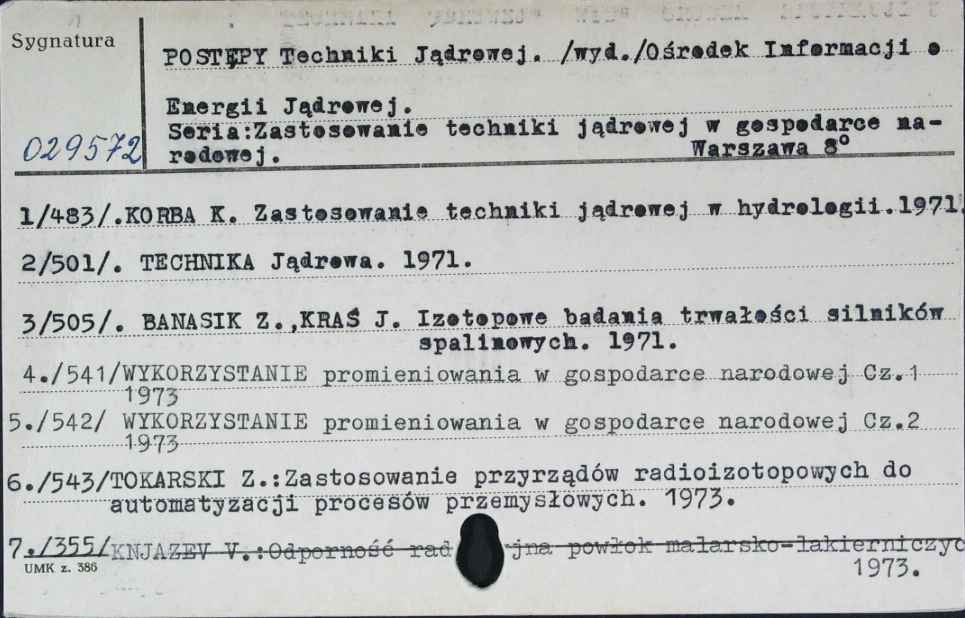 Sygnatura
POSTĘPY Techniki Jądrowej. /wyd./Ośrodek Informacji o
Energii Jądrowej.
Seria:Zastosowanie techniki jądrowej w gospodarce na-
029572
rodowej.
Warszawa 8°
1/483/.KORBA K. Zastosowanie techniki jądrowej w hydrologii.1971.
2/501/. TECHNIKA Jądrowa. 1971.
3/505/. BANASIK Z.,KRAŚ J. Izotopowe badania trwałości silników
spalinowych. 1971.
4./541/WYKORZYSTANIE promieniowania w gospodarce narodowej Cz.1
1973
5./542/ WYKORZYSTANIE promieniowania w gospodarce narodowej Cz.2
1973
6./543/TOKARSKI Z.:Zastosowanie przyrządów radioizotopowych do
automatyzacji procesów przemysłowych. 1973.
7./355/KNJAZEV V.:Odporność rad jna powłok malarsko-lakierniczyc
1973.
UMK z. 386